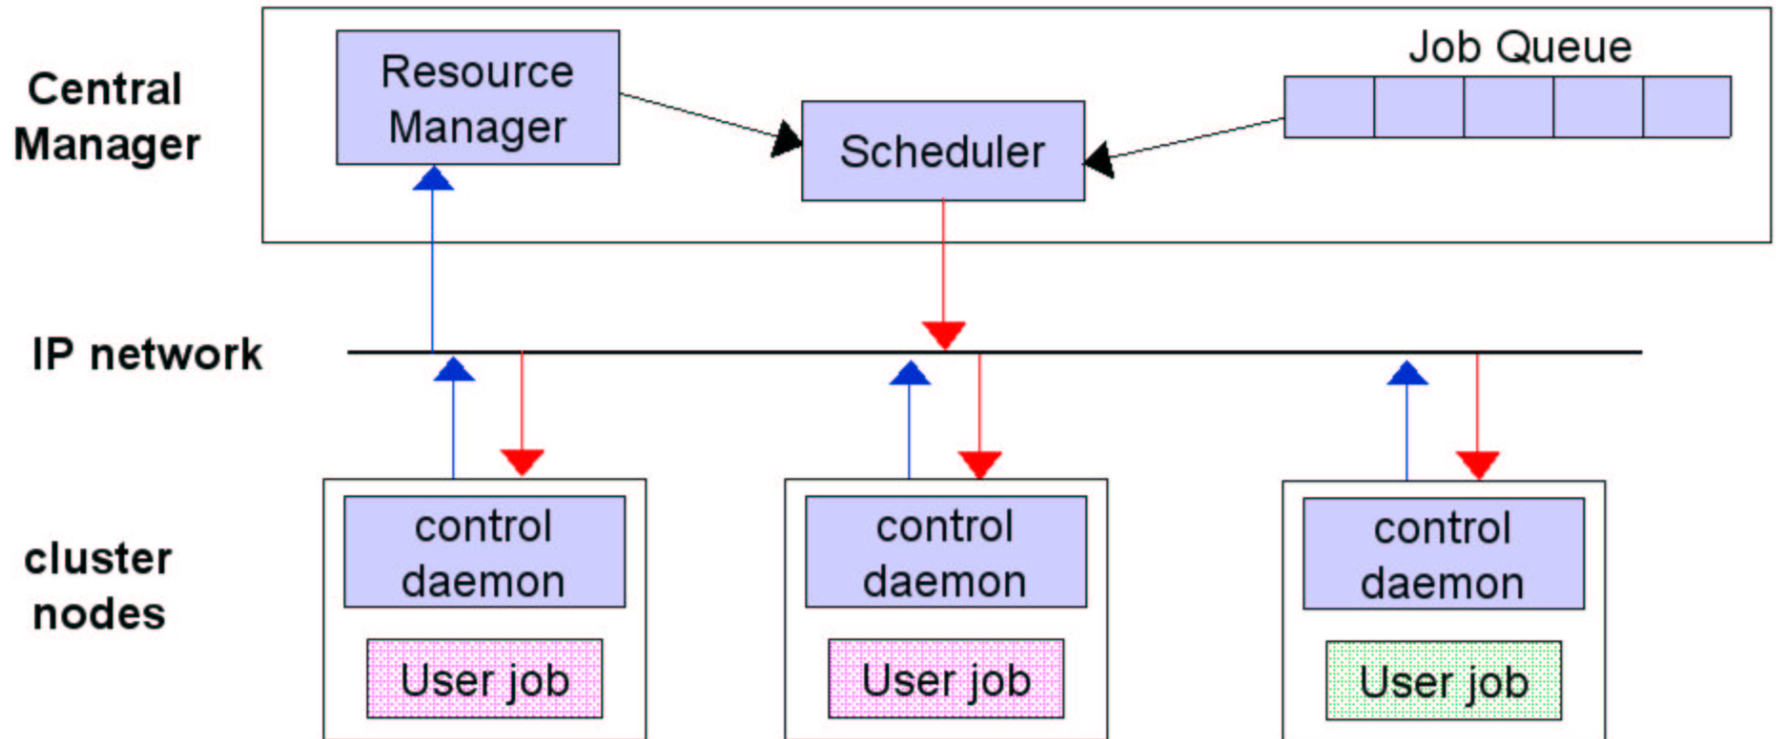 Central
Manager
Resource
Manager
Scheduler
Job Queue
IP network
cluster
nodes
control
daemon
User job
control
daemon
User job
control
daemon
User job